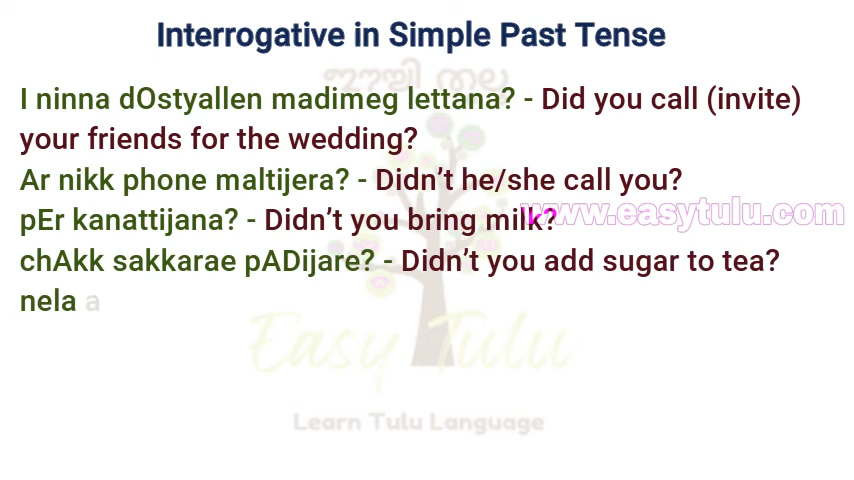 Interrogative in Simple Past Tense
I ninna dOstyallen madimeg lettana? - Did you call (invite)
your friends for the wedding?
Ar nikk phone maltijera? - Didn’t he/she call you?
pEr kanattijana? - Didn’t you bring milk?
www.easytulu.com
chAkk sakkarae pADijare? - Didn’t you add sugar to tea?
nela a
Easy Tulu
Learn Tulu Language